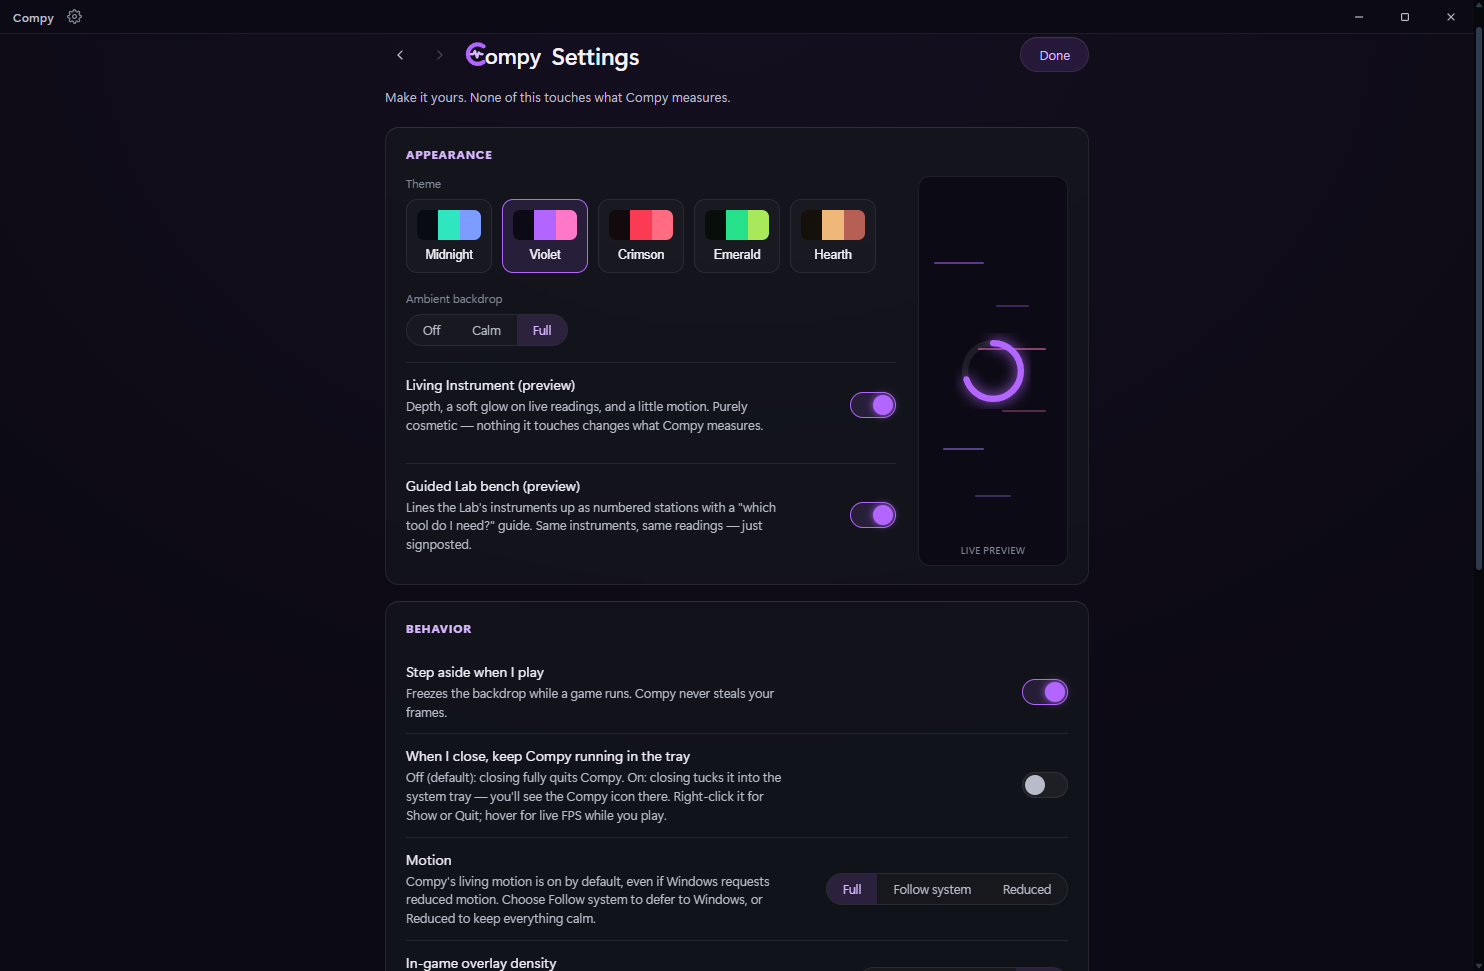 Compy
Compy Settings
Done
Make it yours. None of this touches what Compy measures.
APPEARANCE
Theme
Midnight
Violet
Crimson
Emerald
Hearth
Ambient backdrop
Off
Calm
Full
Living Instrument (preview)
Depth, a soft glow on live readings, and a little motion. Purely
cosmetic — nothing it touches changes what Compy measures.
Guided Lab bench (preview)
Lines the Lab's instruments up as numbered stations with a "which
tool do I need?" guide. Same instruments, same readings — just
signposted.
LIVE PREVIEW
BEHAVIOR
Step aside when I play
Freezes the backdrop while a game runs. Compy never steals your
frames.
When I close, keep Compy running in the tray
Off (default): closing fully quits Compy. On: closing tucks it into the
system tray — you'll see the Compy icon there. Right-click it for
Show or Quit; hover for live FPS while you play.
Motion
Compy's living motion is on by default, even if Windows requests
reduced motion. Choose Follow system to defer to Windows, or
Reduced to keep everything calm.
Full
Follow system
Reduced
In-game overlay density